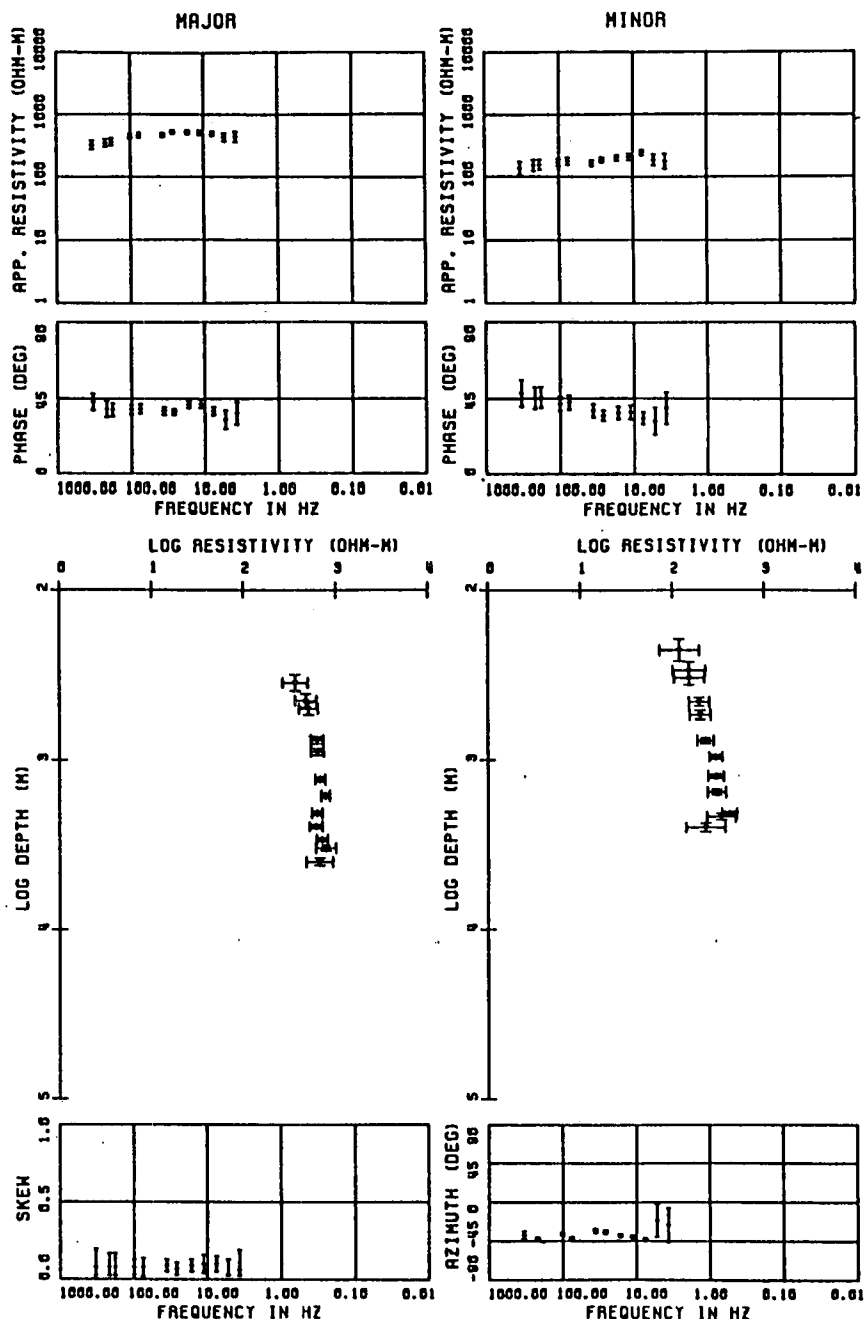 MAJOR
MINOR
APP. RESISTIVITY (OHM-M)
1 10 100 1000 10000
APP. RESISTIVITY (OHM-M)
1 10 100 1000 10000
PHASE (DEG)
0 45 90
PHASE (DEG)
0 45 90
1000.00 100.00 10.00 1.00 0.10 0.01
FREQUENCY IN HZ
1000.00 100.00 10.00 1.00 0.10 0.01
FREQUENCY IN HZ
LOG RESISTIVITY (OHM-M)
0 1 2 3 4
LOG RESISTIVITY (OHM-M)
0 1 2 3 4
LOG DEPTH (M)
2 3 4 5
LOG DEPTH (M)
2 3 4 5
SKEW
0.0 0.5 1.0
AZIMUTH (DEG)
-90 -45 0 45 90
1000.00 100.00 10.00 1.00 0.10 0.01
FREQUENCY IN HZ
1000.00 100.00 10.00 1.00 0.10 0.01
FREQUENCY IN HZ